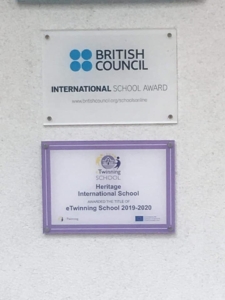 BRITISH
COUNCIL
INTERNATIONAL SCHOOL AWARD
eTwinning
SCHOOL
Heritage
International School
AWARDED THE TITLE OF
eTwinning School 2019-2020